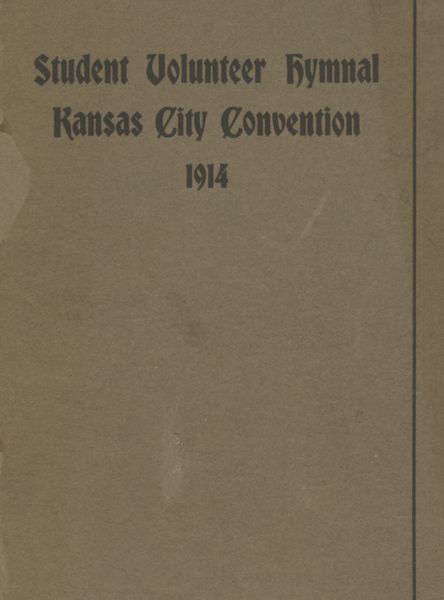 Student Volunteer Hymnal
Kansas City Convention
1914